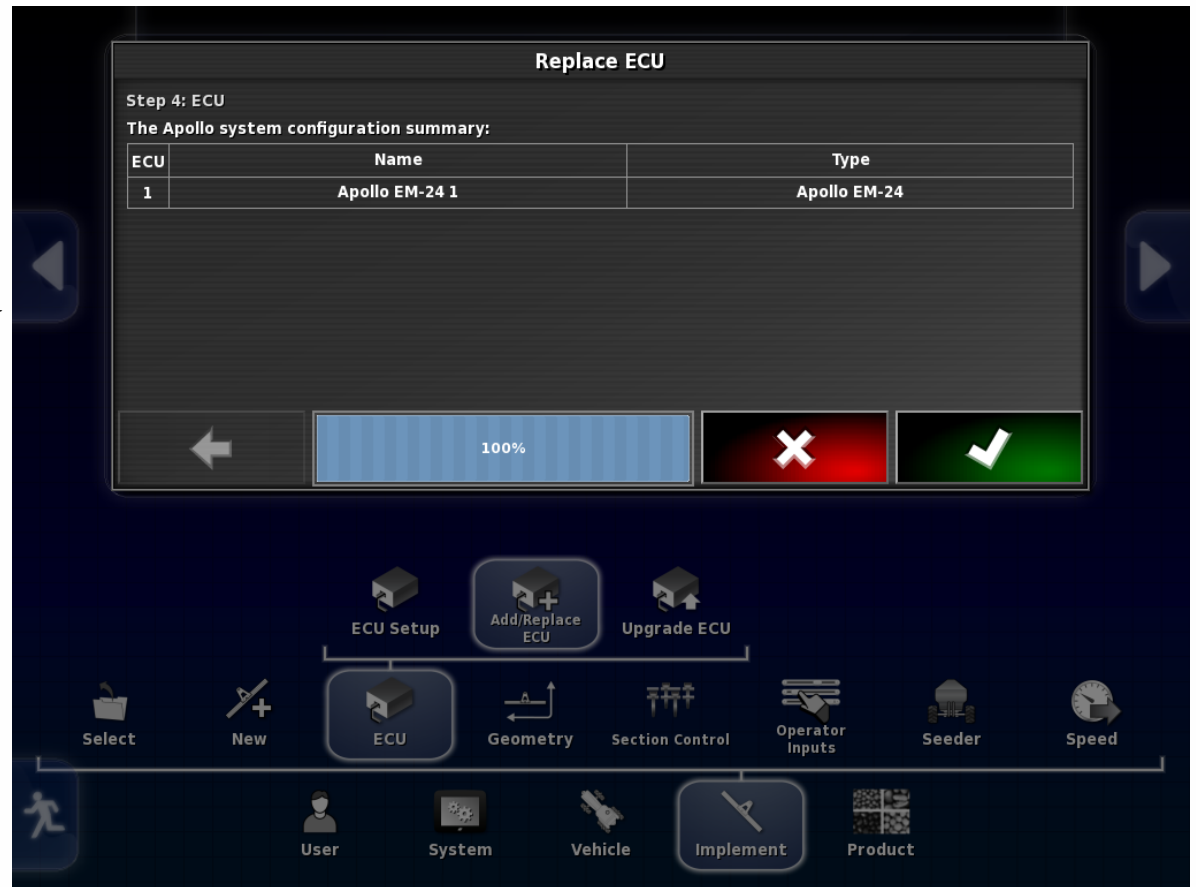 Replace ECU
Step 4: ECU
The Apollo system configuration summary:
ECU Name Type
1 Apollo EM-24 1 Apollo EM-24
100%
ECU Setup
Add/Replace
ECU
Upgrade ECU
Select
New
ECU
Geometry
Section Control
Operator
Inputs
Seeder
Speed
User
System
Vehicle
Implement
Product